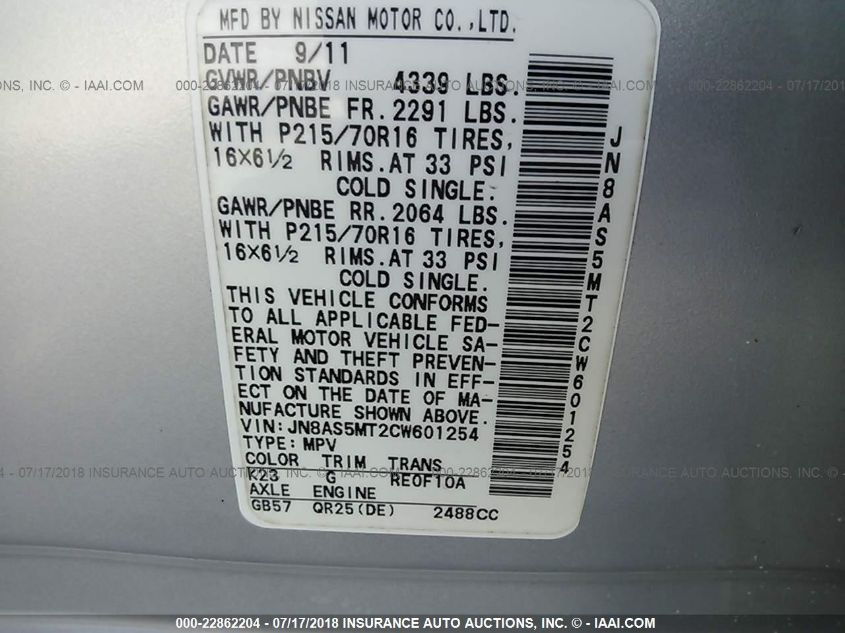 MFD BY NISSAN MOTOR CO.,LTD.
DATE 9/11
GVWR/PNBV 4339 LBS.
GAWR/PNBE FR. 2291 LBS.
WITH P215/70R16 TIRES,
16X6½ RIMS. AT 33 PSI
COLD SINGLE.
GAWR/PNBE RR. 2064 LBS.
WITH P215/70R16 TIRES,
16X6½ RIMS. AT 33 PSI
COLD SINGLE.
THIS VEHICLE CONFORMS
TO ALL APPLICABLE FED-
ERAL MOTOR VEHICLE SA-
FETY AND THEFT PREVEN-
TION STANDARDS IN EFF-
ECT ON THE DATE OF MA-
NUFACTURE SHOWN ABOVE.
VIN: JN8AS5MT2CW601254
TYPE: MPV
COLOR TRIM TRANS
K23 G RE0F10A
AXLE ENGINE
GB57 QR25(DE) 2488CC
JN8AS5MT2CW601254
000-22862204 - 07/17/2018 INSURANCE AUTO AUCTIONS, INC. - © IAAI.COM